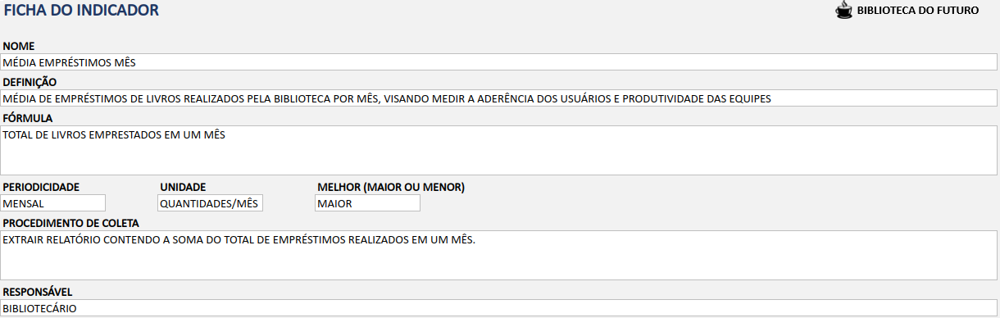 FICHA DO INDICADOR
BIBLIOTECA DO FUTURO
NOME
MÉDIA EMPRÉSTIMOS MÊS
DEFINIÇÃO
MÉDIA DE EMPRÉSTIMOS DE LIVROS REALIZADOS PELA BIBLIOTECA POR MÊS, VISANDO MEDIR A ADERÊNCIA DOS USUÁRIOS E PRODUTIVIDADE DAS EQUIPES
FÓRMULA
TOTAL DE LIVROS EMPRESTADOS EM UM MÊS
PERIODICIDADE UNIDADE MELHOR (MAIOR OU MENOR)
MENSAL QUANTIDADES/MÊS MAIOR
PROCEDIMENTO DE COLETA
EXTRAIR RELATÓRIO CONTENDO A SOMA DO TOTAL DE EMPRÉSTIMOS REALIZADOS EM UM MÊS.
RESPONSÁVEL
BIBLIOTECÁRIO